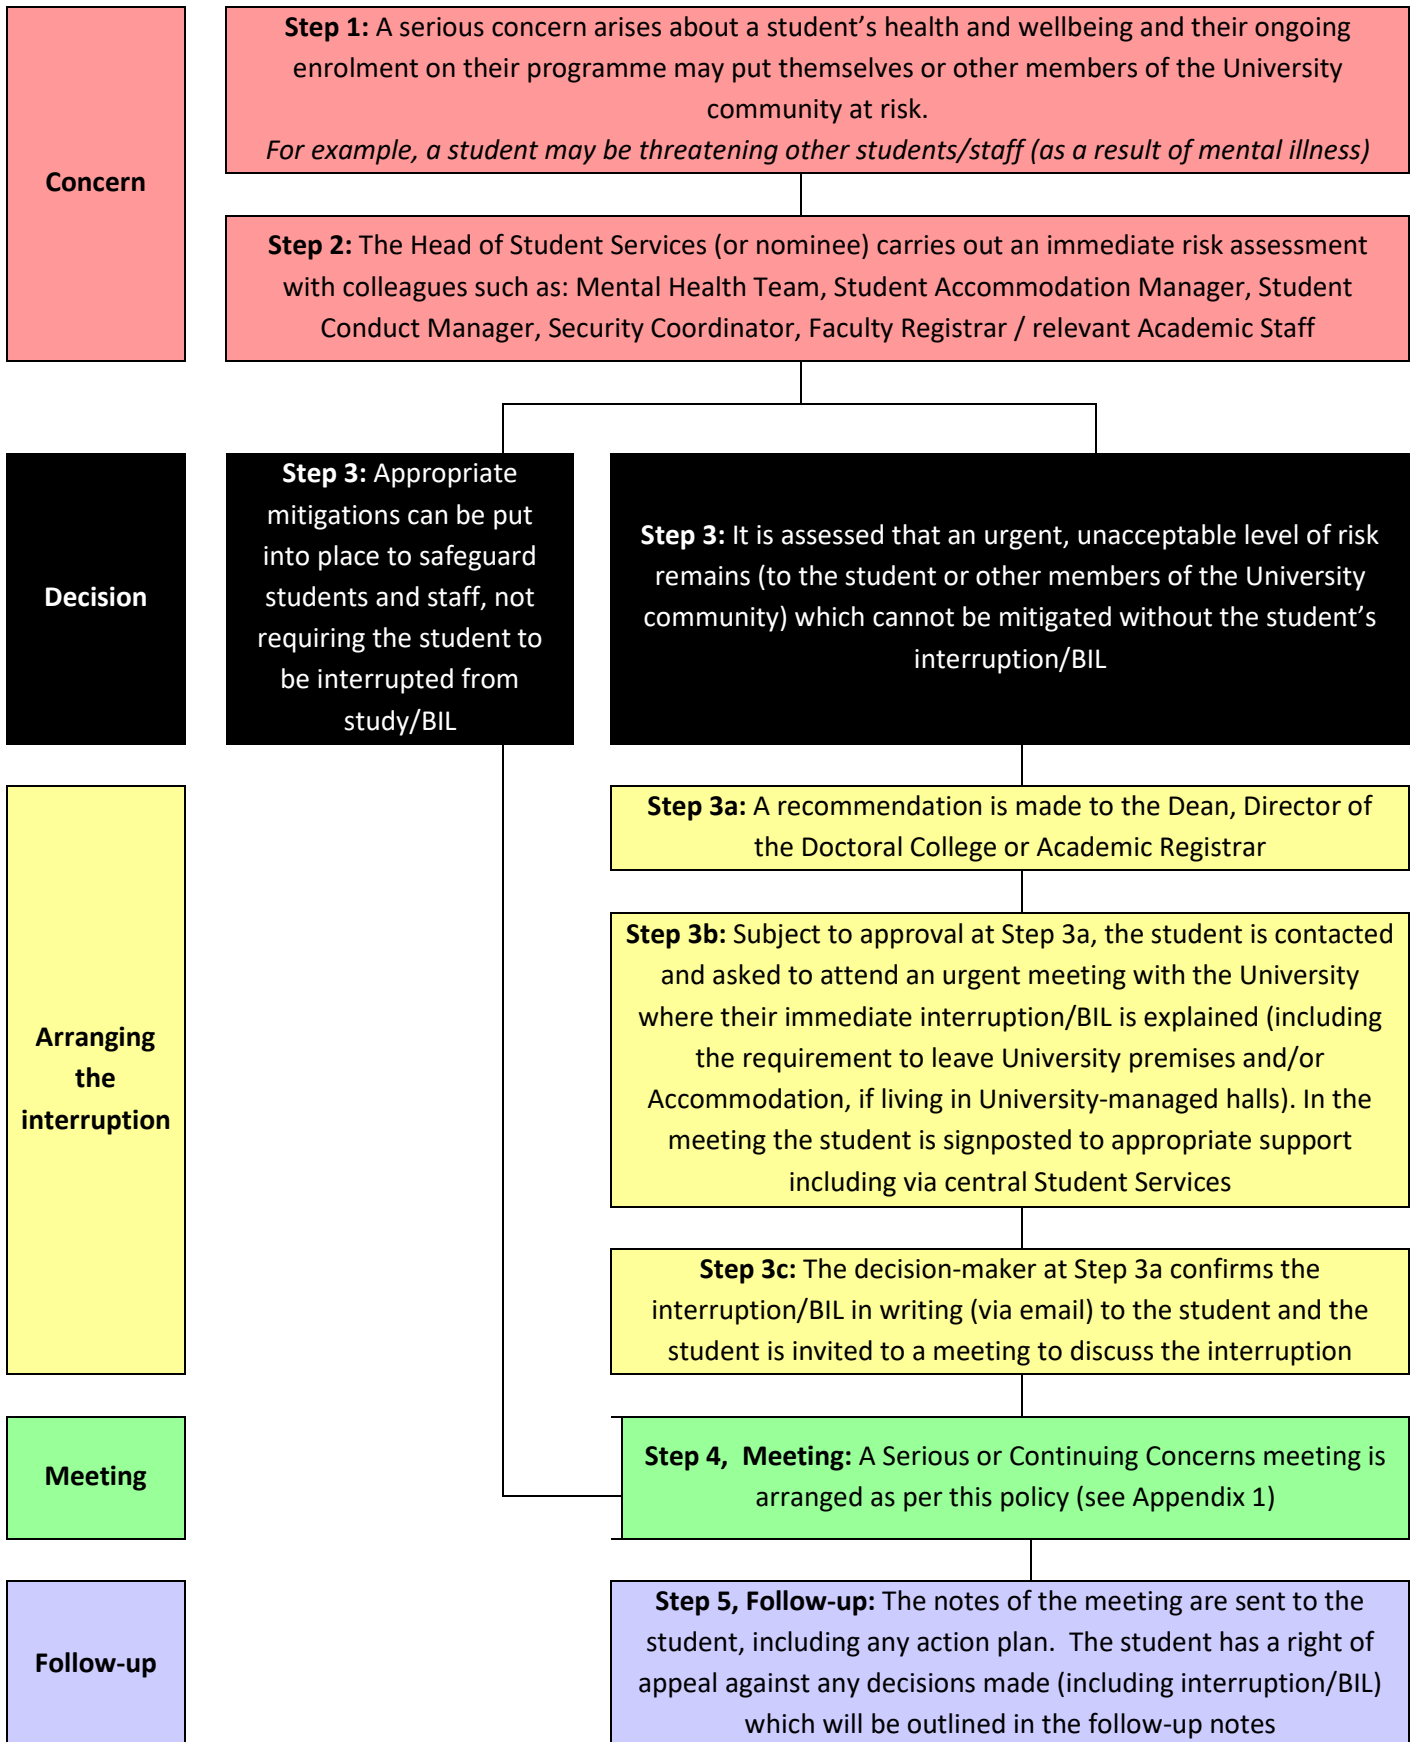 Concern
Step 1: A serious concern arises about a student’s health and wellbeing and their ongoing
enrolment on their programme may put themselves or other members of the University
community at risk.
For example, a student may be threatening other students/staff (as a result of mental illness)
Step 2: The Head of Student Services (or nominee) carries out an immediate risk assessment
with colleagues such as: Mental Health Team, Student Accommodation Manager, Student
Conduct Manager, Security Coordinator, Faculty Registrar / relevant Academic Staff
Decision
Step 3: Appropriate
mitigations can be put
into place to safeguard
students and staff, not
requiring the student to
be interrupted from
study/BIL
Step 3: It is assessed that an urgent, unacceptable level of risk
remains (to the student or other members of the University
community) which cannot be mitigated without the student’s
interruption/BIL
Arranging
the
interruption
Step 3a: A recommendation is made to the Dean, Director of
the Doctoral College or Academic Registrar
Step 3b: Subject to approval at Step 3a, the student is contacted
and asked to attend an urgent meeting with the University
where their immediate interruption/BIL is explained (including
the requirement to leave University premises and/or
Accommodation, if living in University-managed halls). In the
meeting the student is signposted to appropriate support
including via central Student Services
Step 3c: The decision-maker at Step 3a confirms the
interruption/BIL in writing (via email) to the student and the
student is invited to a meeting to discuss the interruption
Meeting
Step 4,  Meeting: A Serious or Continuing Concerns meeting is
arranged as per this policy (see Appendix 1)
Follow-up
Step 5, Follow-up: The notes of the meeting are sent to the
student, including any action plan.  The student has a right of
appeal against any decisions made (including interruption/BIL)
which will be outlined in the follow-up notes